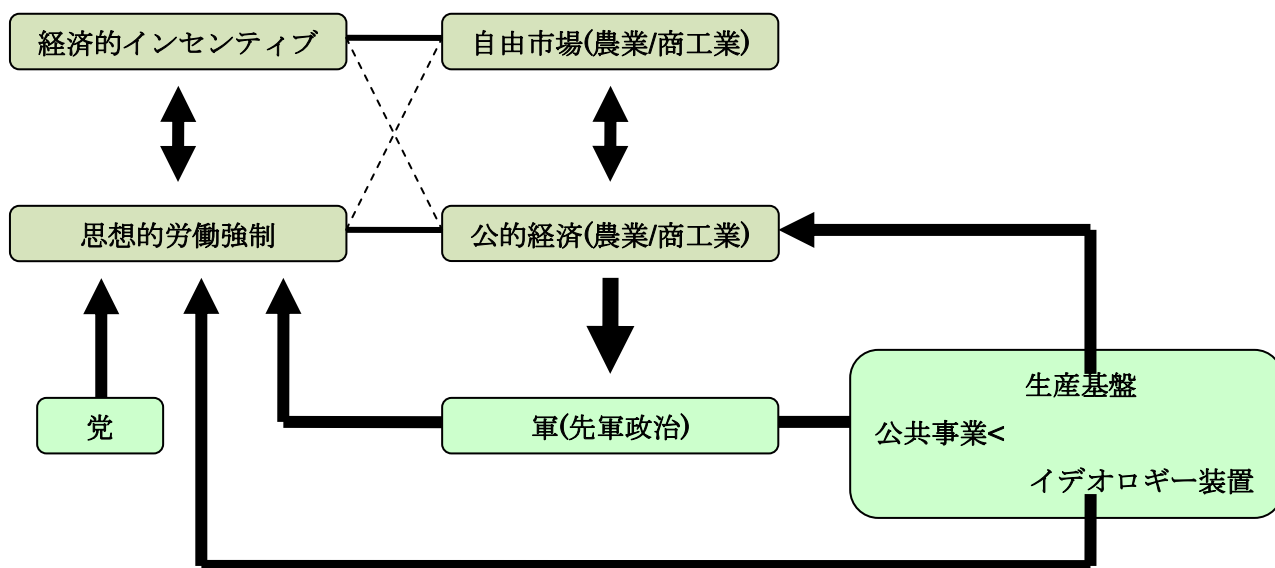 経済的インセンティブ
自由市場(農業/商工業)
思想的労働強制
公的経済(農業/商工業)
生産基盤
党
軍(先軍政治)
公共事業<
イデオロギー装置